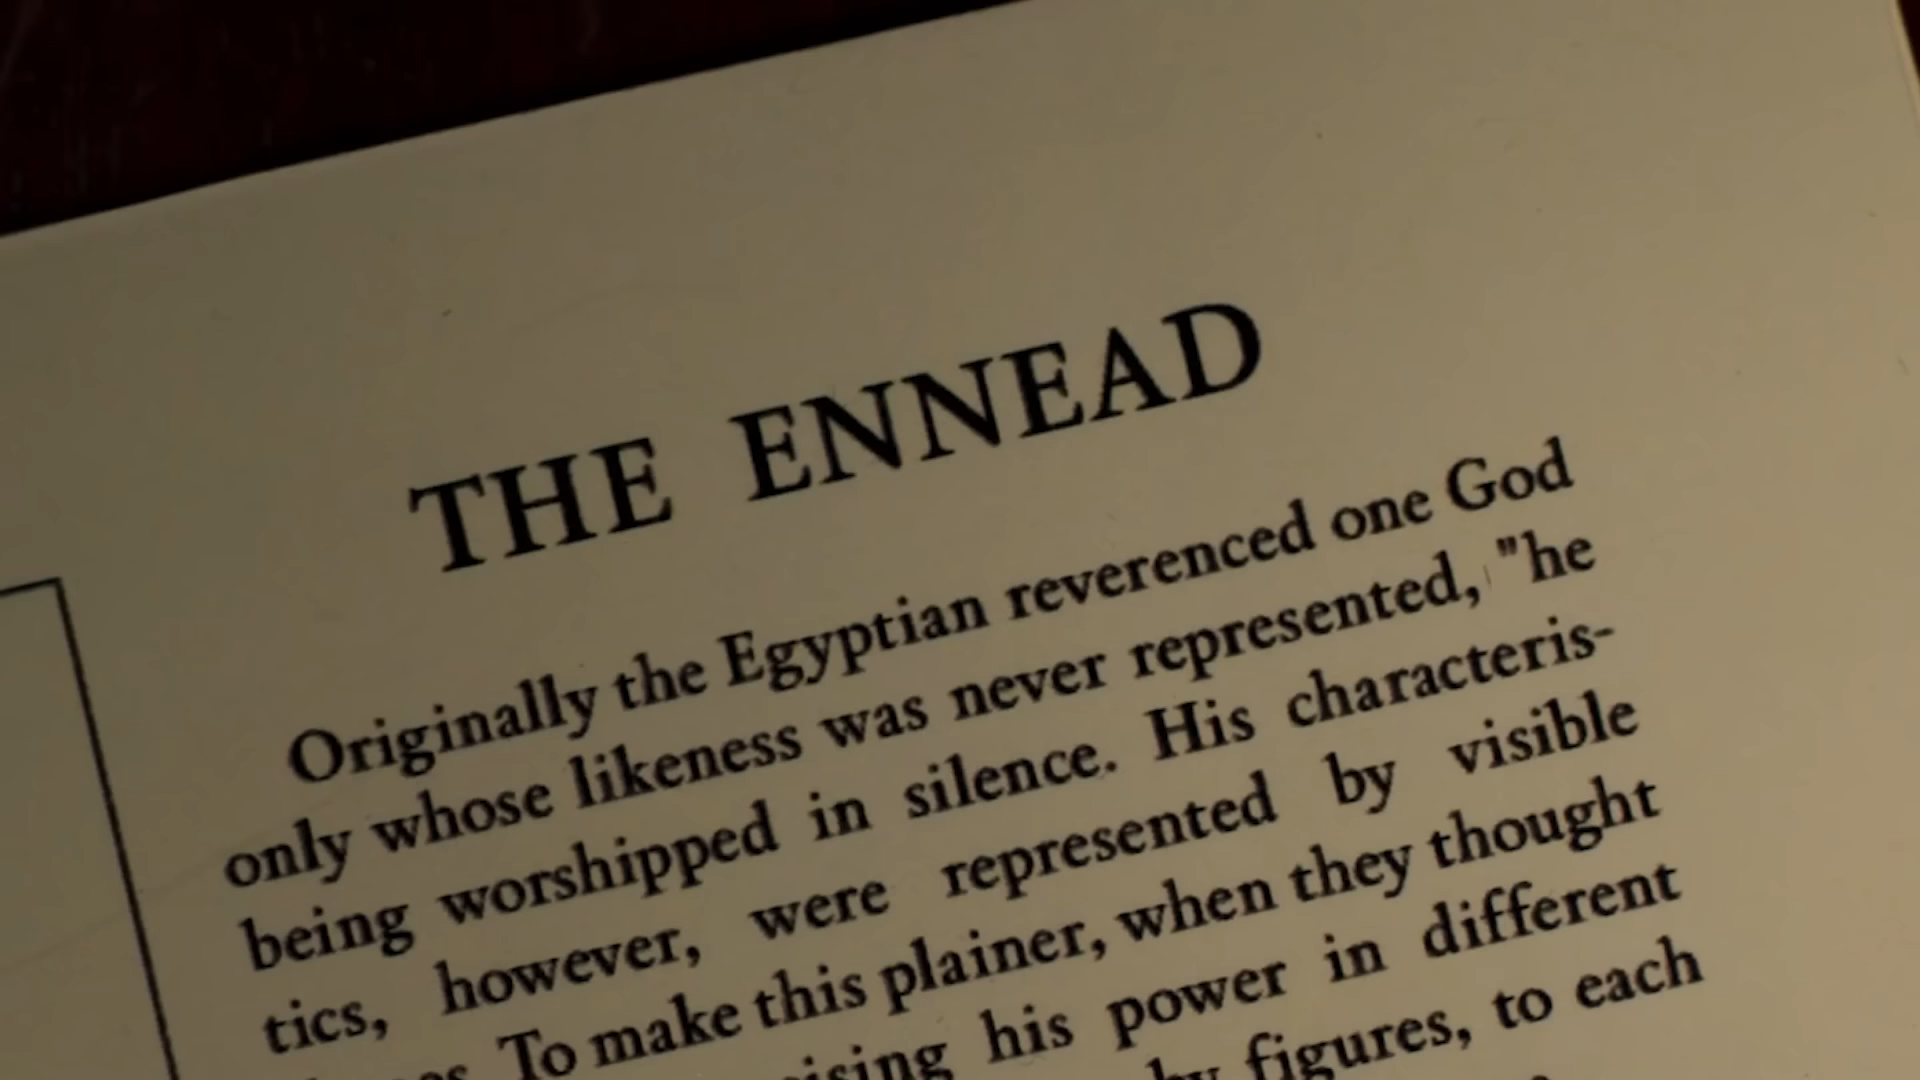 THE ENNEAD
Originally the Egyptian reverenced one God
only whose likeness was never represented, "he
being worshipped in silence. His characteris-
tics, however, were represented by visible
To make this plainer, when they thought
his power in different
by figures, to each